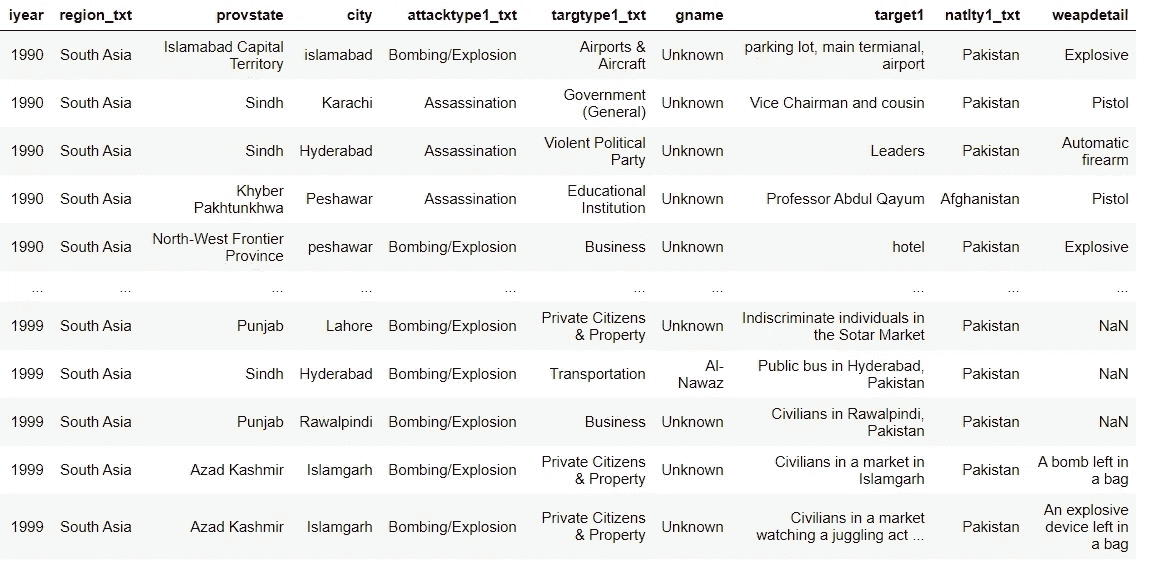 iyear region_txt provstate city attacktype1_txt targtype1_txt gname target1 natlty1_txt weapdetail
1990 South Asia Islamabad Capital Territory islamabad Bombing/Explosion Airports & Aircraft Unknown parking lot, main termianal, airport Pakistan Explosive
1990 South Asia Sindh Karachi Assassination Government (General) Unknown Vice Chairman and cousin Pakistan Pistol
1990 South Asia Sindh Hyderabad Assassination Violent Political Party Unknown Leaders Pakistan Automatic firearm
1990 South Asia Khyber Pakhtunkhwa Peshawar Assassination Educational Institution Unknown Professor Abdul Qayum Afghanistan Pistol
1990 South Asia North-West Frontier Province peshawar Bombing/Explosion Business Unknown hotel Pakistan Explosive
... ... ... ... ... ... ... ... ... ...
1999 South Asia Punjab Lahore Bombing/Explosion Private Citizens & Property Unknown Indiscriminate individuals in the Sotar Market Pakistan NaN
1999 South Asia Sindh Hyderabad Bombing/Explosion Transportation Al-Nawaz Public bus in Hyderabad, Pakistan Pakistan NaN
1999 South Asia Punjab Rawalpindi Bombing/Explosion Business Unknown Civilians in Rawalpindi, Pakistan Pakistan NaN
1999 South Asia Azad Kashmir Islamgarh Bombing/Explosion Private Citizens & Property Unknown Civilians in a market in Islamgarh Pakistan A bomb left in a bag
1999 South Asia Azad Kashmir Islamgarh Bombing/Explosion Private Citizens & Property Unknown Civilians in a market watching a juggling act ... Pakistan An explosive device left in a bag